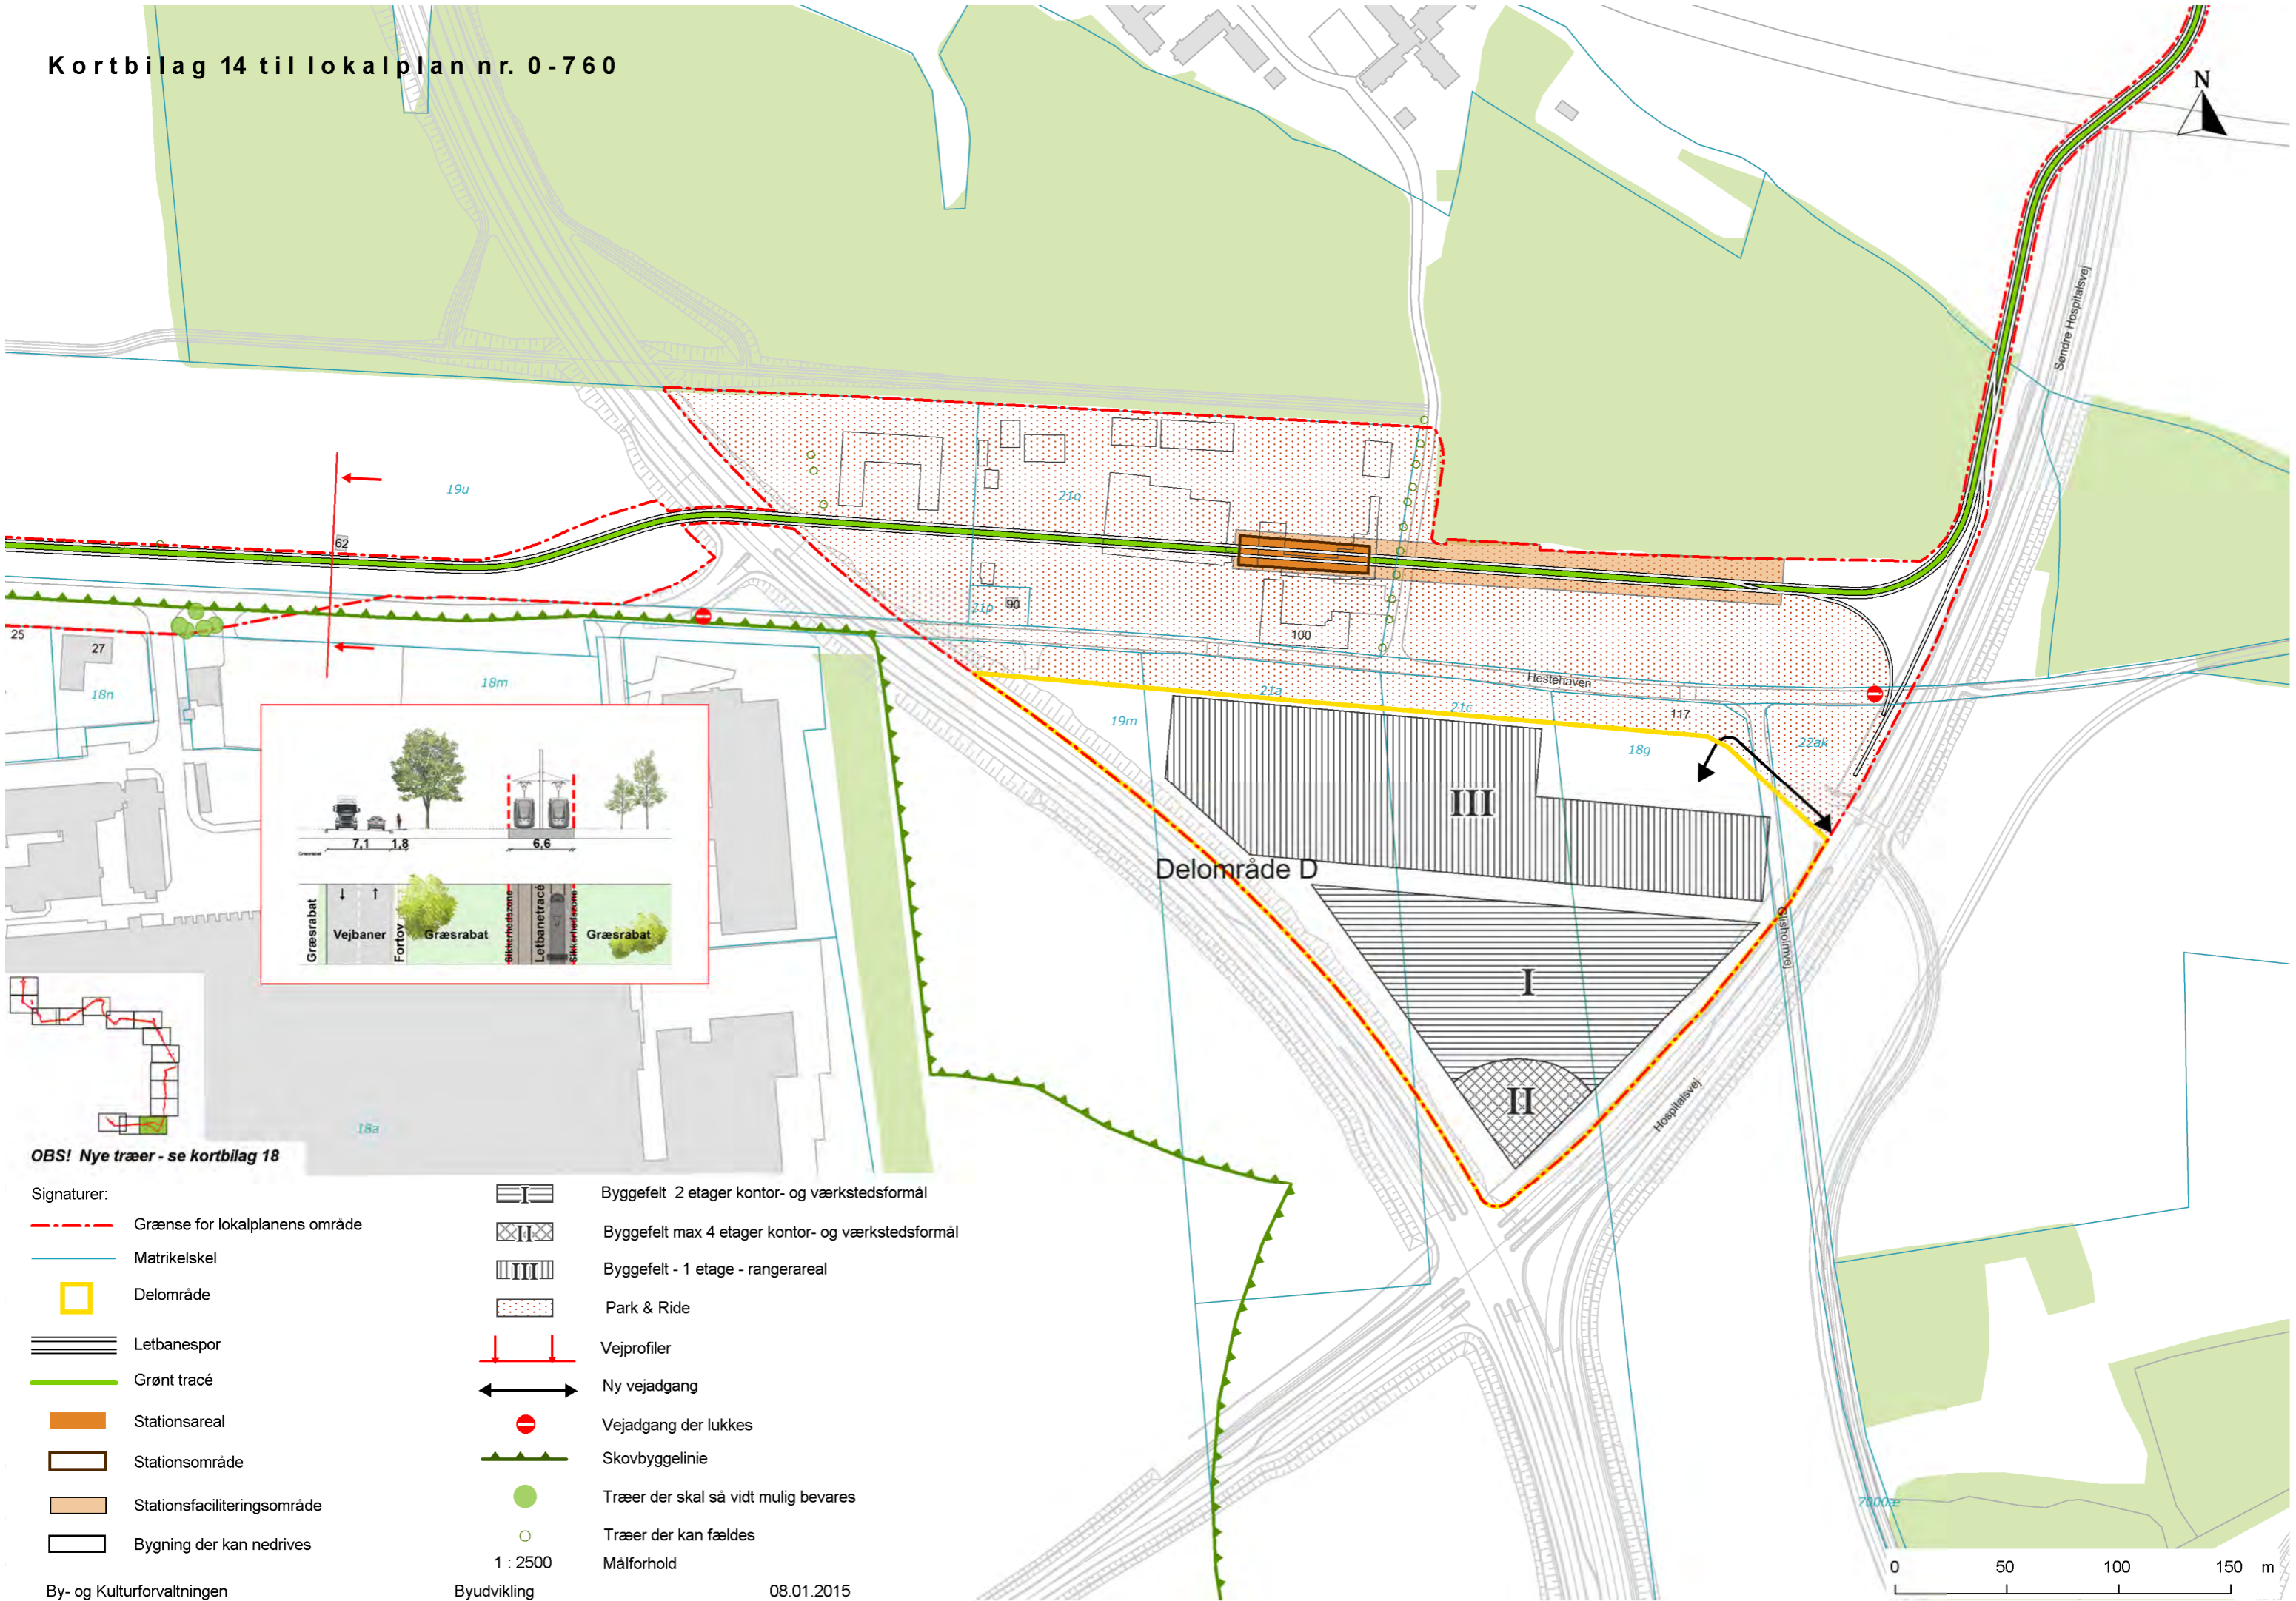 Kortbilag 14 til lokalplan nr. 0-760
N
Søndre Hospitalsvej
19u
62
21o
21p
90
100
25
27
18n
18m
Hestehaven
21a
21c
117
19m
18g
22ak
III
Delområde D
I
II
Hospitalsvej
7,1 1,8 6,6
Græsrabat
Græsrabat
Vejbaner
Fortov
Græsrabat
Sikkerhedszone
Letbanetracé
Sikkerhedszone
Græsrabat
18a
7000æ
OBS! Nye træer - se kortbilag 18
Signaturer:
Grænse for lokalplanens område
Matrikelskel
Delområde
Letbanespor
Grønt tracé
Stationsareal
Stationsområde
Stationsfaciliteringsområde
Bygning der kan nedrives
I Byggefelt 2 etager kontor- og værkstedsformål
II Byggefelt max 4 etager kontor- og værkstedsformål
III Byggefelt - 1 etage - rangerareal
Park & Ride
Vejprofiler
Ny vejadgang
Vejadgang der lukkes
Skovbyggelinie
Træer der skal så vidt mulig bevares
Træer der kan fældes
1 : 2500 Målforhold
By- og Kulturforvaltningen Byudvikling 08.01.2015
0 50 100 150 m